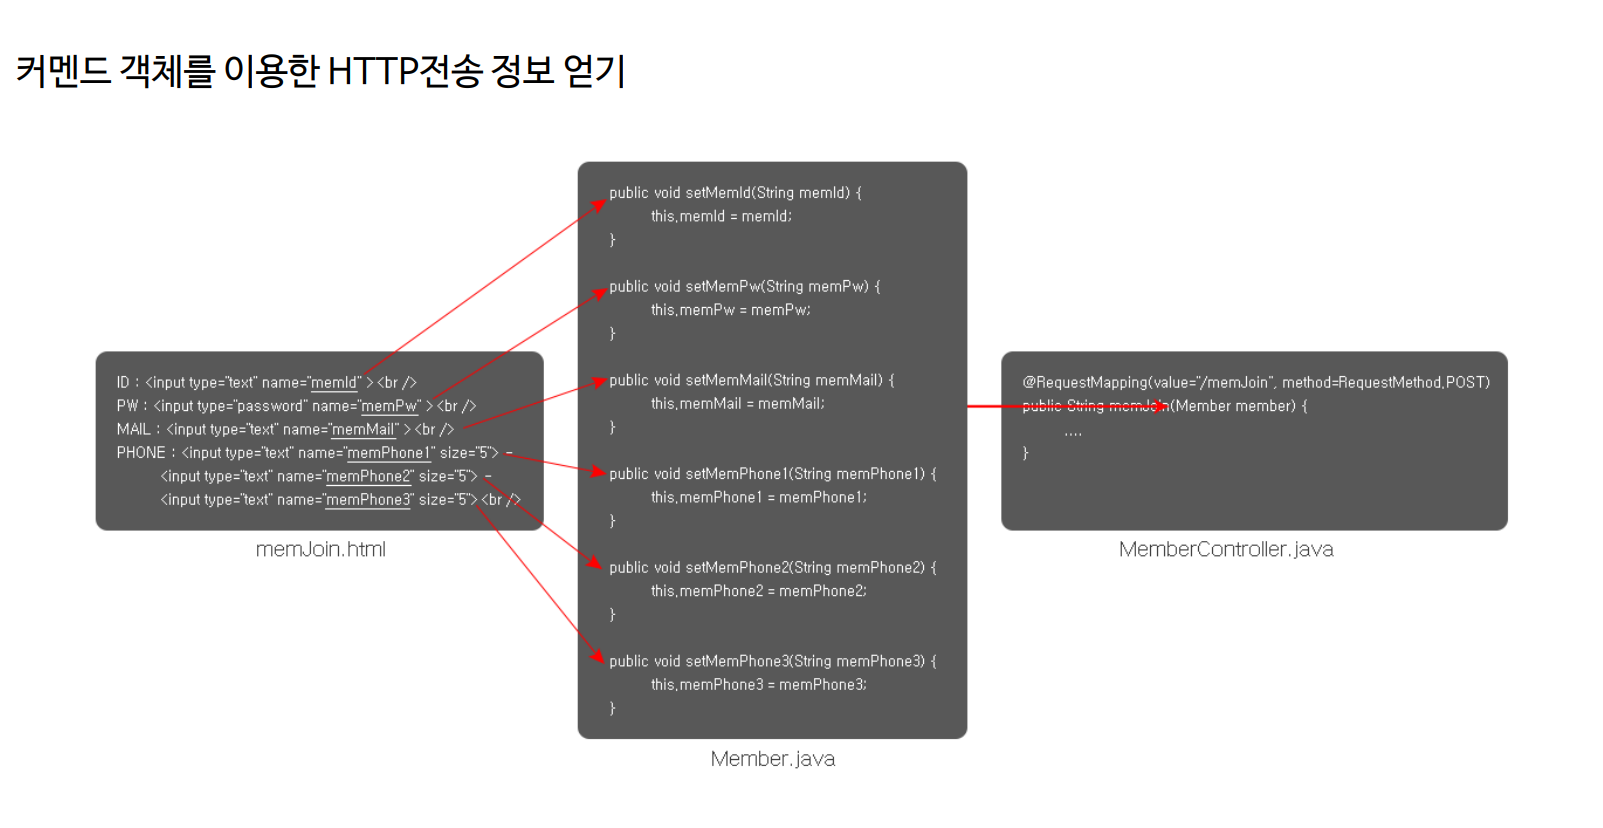 커멘드 객체를 이용한 HTTP전송 정보 얻기
ID : <input type="text" name="memId" ><br />
PW : <input type="password" name="memPw" ><br />
MAIL : <input type="text" name="memMail" ><br />
PHONE : <input type="text" name="memPhone1" size="5"> -
<input type="text" name="memPhone2" size="5"> -
<input type="text" name="memPhone3" size="5"><br />
memJoin.html
public void setMemId(String memId) {
this.memId = memId;
}
public void setMemPw(String memPw) {
this.memPw = memPw;
}
public void setMemMail(String memMail) {
this.memMail = memMail;
}
public void setMemPhone1(String memPhone1) {
this.memPhone1 = memPhone1;
}
public void setMemPhone2(String memPhone2) {
this.memPhone2 = memPhone2;
}
public void setMemPhone3(String memPhone3) {
this.memPhone3 = memPhone3;
}
Member.java
@RequestMapping(value="/memJoin", method=RequestMethod.POST)
public String memJoin(Member member) {
....
}
MemberController.java